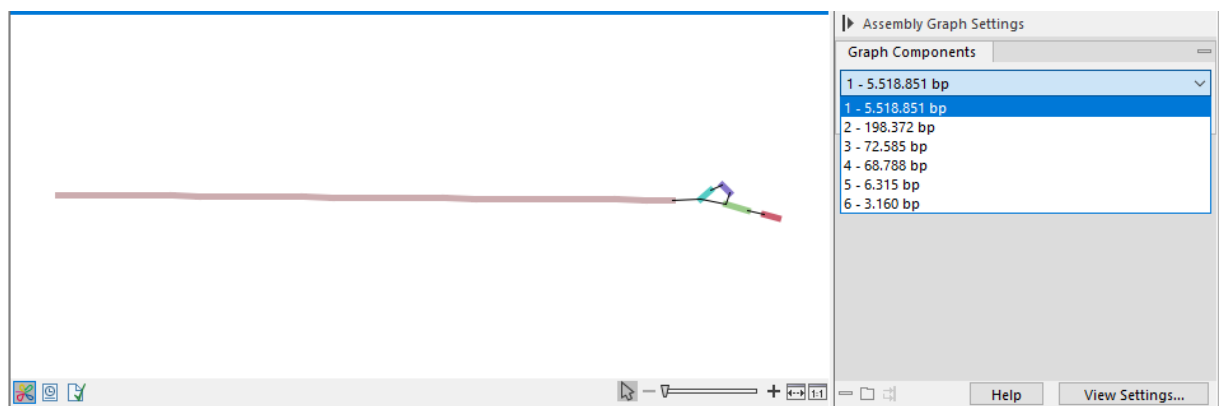 Assembly Graph Settings
Graph Components
1 - 5.518.851 bp
1 - 5.518.851 bp
2 - 198.372 bp
3 - 72.585 bp
4 - 68.788 bp
5 - 6.315 bp
6 - 3.160 bp
1:1
Help
View Settings...